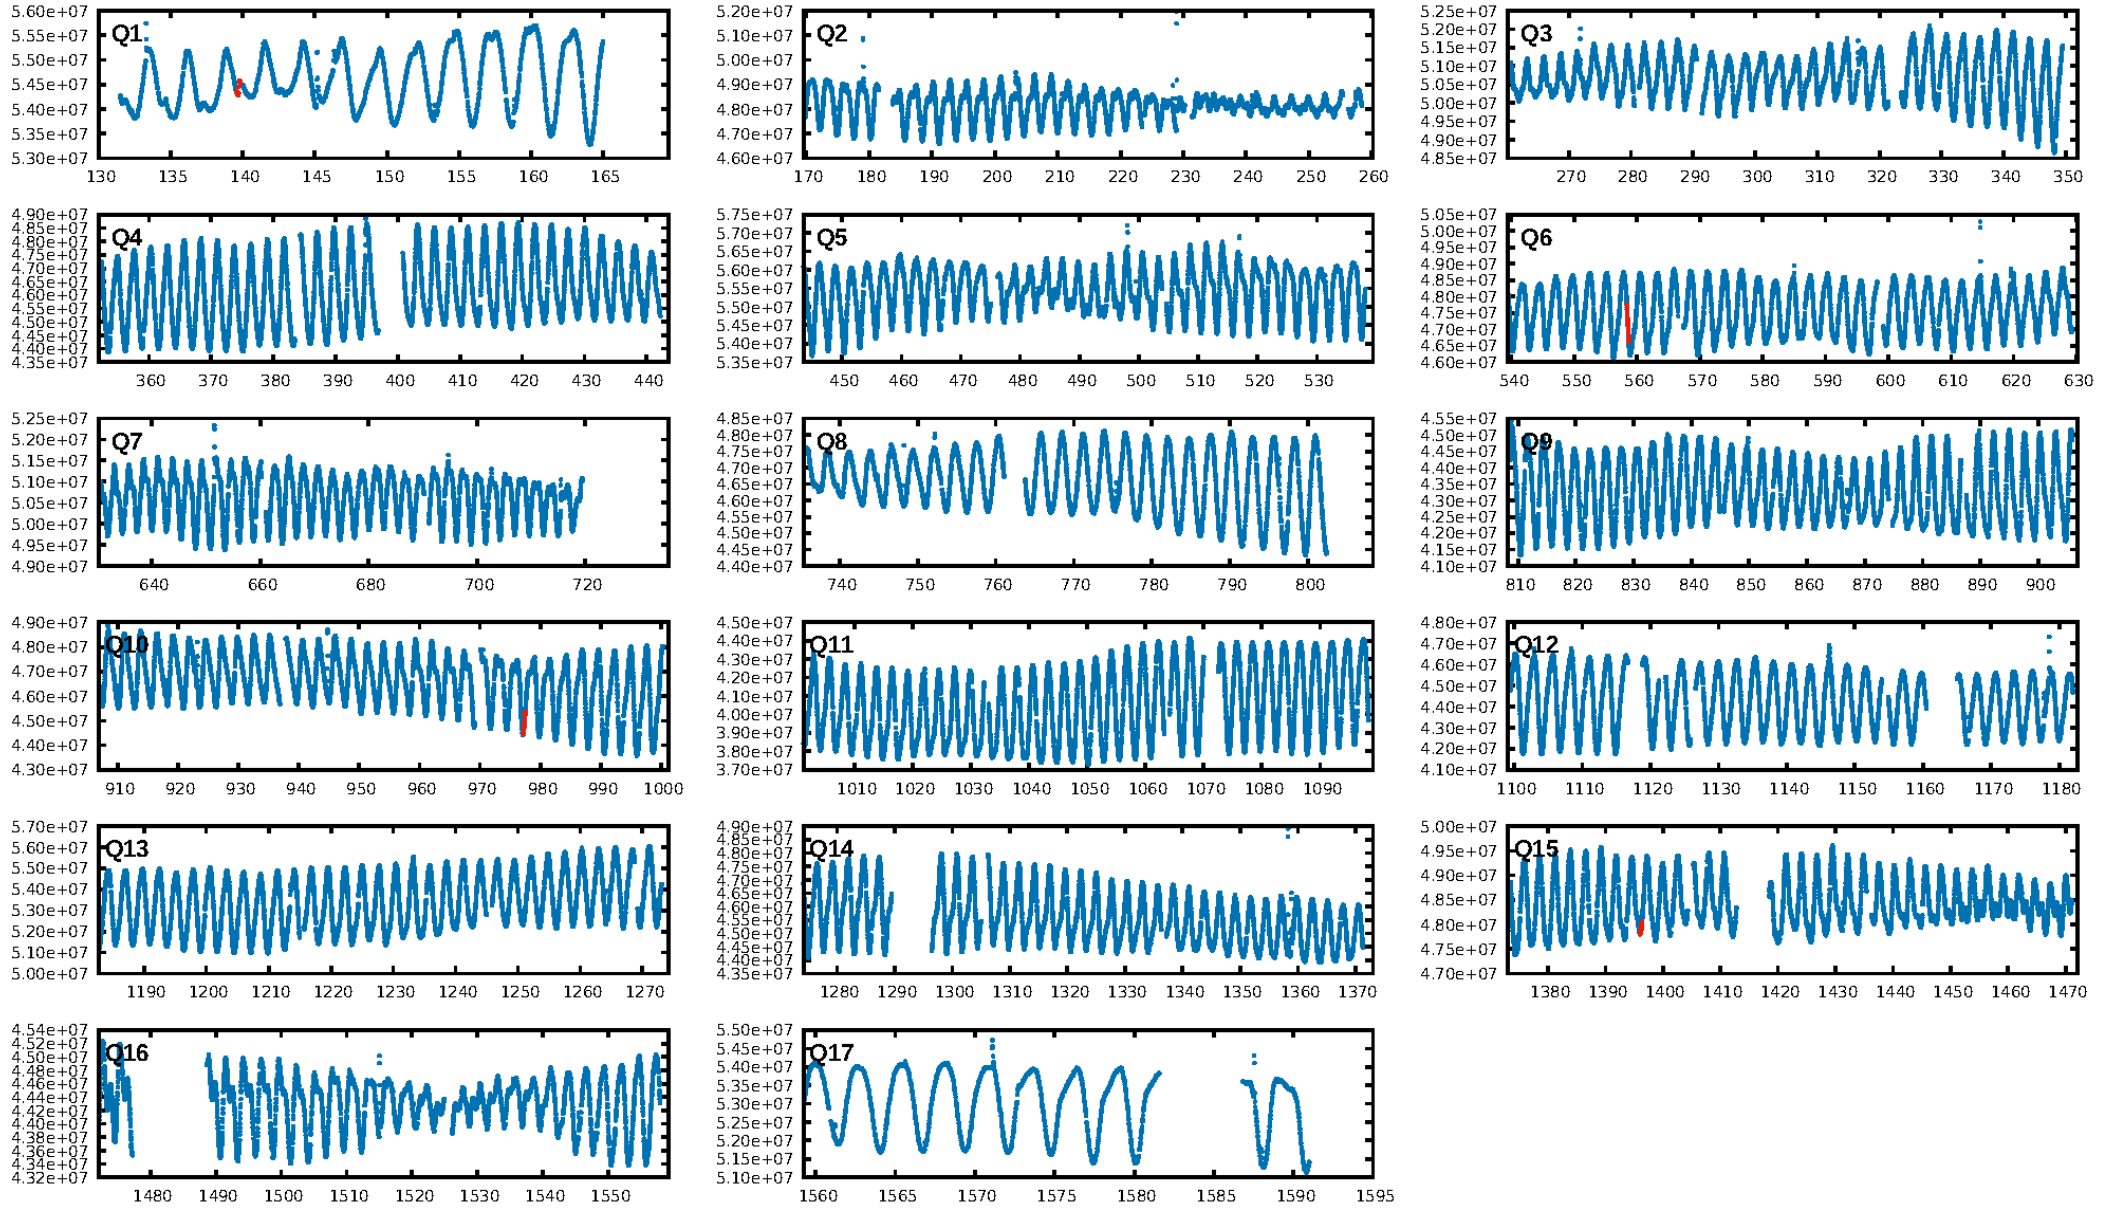 Q1
5.60e+07
5.55e+07
5.50e+07
5.45e+07
5.40e+07
5.35e+07
5.30e+07
130 135 140 145 150 155 160 165
Q2
5.20e+07
5.10e+07
5.00e+07
4.90e+07
4.80e+07
4.70e+07
4.60e+07
170 180 190 200 210 220 230 240 250 260
Q3
5.25e+07
5.20e+07
5.15e+07
5.10e+07
5.05e+07
5.00e+07
4.95e+07
4.90e+07
4.85e+07
270 280 290 300 310 320 330 340 350
Q4
4.90e+07
4.85e+07
4.80e+07
4.75e+07
4.70e+07
4.65e+07
4.60e+07
4.55e+07
4.50e+07
4.45e+07
4.40e+07
4.35e+07
360 370 380 390 400 410 420 430 440
Q5
5.75e+07
5.70e+07
5.65e+07
5.60e+07
5.55e+07
5.50e+07
5.45e+07
5.40e+07
5.35e+07
450 460 470 480 490 500 510 520 530
Q6
5.05e+07
5.00e+07
4.95e+07
4.90e+07
4.85e+07
4.80e+07
4.75e+07
4.70e+07
4.65e+07
4.60e+07
540 550 560 570 580 590 600 610 620 630
Q7
5.25e+07
5.20e+07
5.15e+07
5.10e+07
5.05e+07
5.00e+07
4.95e+07
4.90e+07
640 660 680 700 720
Q8
4.85e+07
4.80e+07
4.75e+07
4.70e+07
4.65e+07
4.60e+07
4.55e+07
4.50e+07
4.45e+07
4.40e+07
740 750 760 770 780 790 800
Q9
4.55e+07
4.50e+07
4.45e+07
4.40e+07
4.35e+07
4.30e+07
4.25e+07
4.20e+07
4.15e+07
4.10e+07
810 820 830 840 850 860 870 880 890 900
Q10
4.90e+07
4.80e+07
4.70e+07
4.60e+07
4.50e+07
4.40e+07
4.30e+07
910 920 930 940 950 960 970 980 990 1000
Q11
4.50e+07
4.40e+07
4.30e+07
4.20e+07
4.10e+07
4.00e+07
3.90e+07
3.80e+07
3.70e+07
1010 1020 1030 1040 1050 1060 1070 1080 1090
Q12
4.80e+07
4.70e+07
4.60e+07
4.50e+07
4.40e+07
4.30e+07
4.20e+07
4.10e+07
1100 1110 1120 1130 1140 1150 1160 1170 1180
Q13
5.70e+07
5.60e+07
5.50e+07
5.40e+07
5.30e+07
5.20e+07
5.10e+07
5.00e+07
1190 1200 1210 1220 1230 1240 1250 1260 1270
Q14
4.90e+07
4.85e+07
4.80e+07
4.75e+07
4.70e+07
4.65e+07
4.60e+07
4.55e+07
4.50e+07
4.45e+07
4.40e+07
4.35e+07
1280 1290 1300 1310 1320 1330 1340 1350 1360 1370
Q15
5.00e+07
4.95e+07
4.90e+07
4.85e+07
4.80e+07
4.75e+07
4.70e+07
1380 1390 1400 1410 1420 1430 1440 1450 1460 1470
Q16
4.54e+07
4.52e+07
4.50e+07
4.48e+07
4.46e+07
4.44e+07
4.42e+07
4.40e+07
4.38e+07
4.36e+07
4.34e+07
4.32e+07
1480 1490 1500 1510 1520 1530 1540 1550
Q17
5.50e+07
5.45e+07
5.40e+07
5.35e+07
5.30e+07
5.25e+07
5.20e+07
5.15e+07
5.10e+07
1560 1565 1570 1575 1580 1585 1590 1595